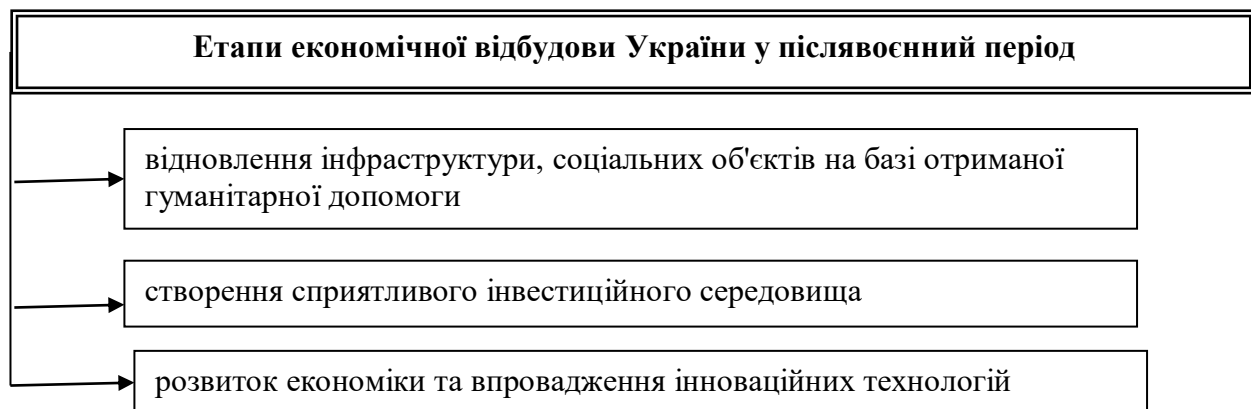 Етапи економічної відбудови України у післявоєнний період
відновлення інфраструктури, соціальних об'єктів на базі отриманої
гуманітарної допомоги
створення сприятливого інвестиційного середовища
розвиток економіки та впровадження інноваційних технологій